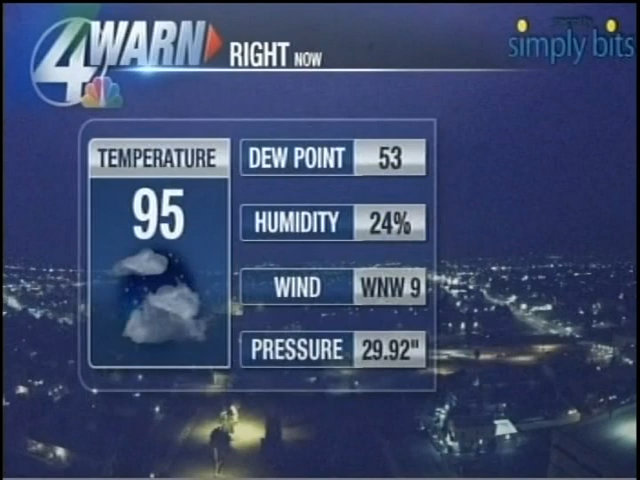 4WARN
RIGHT NOW
simply bits
TEMPERATURE
95
DEW POINT 53
HUMIDITY 24%
WIND WNW 9
PRESSURE 29.92"